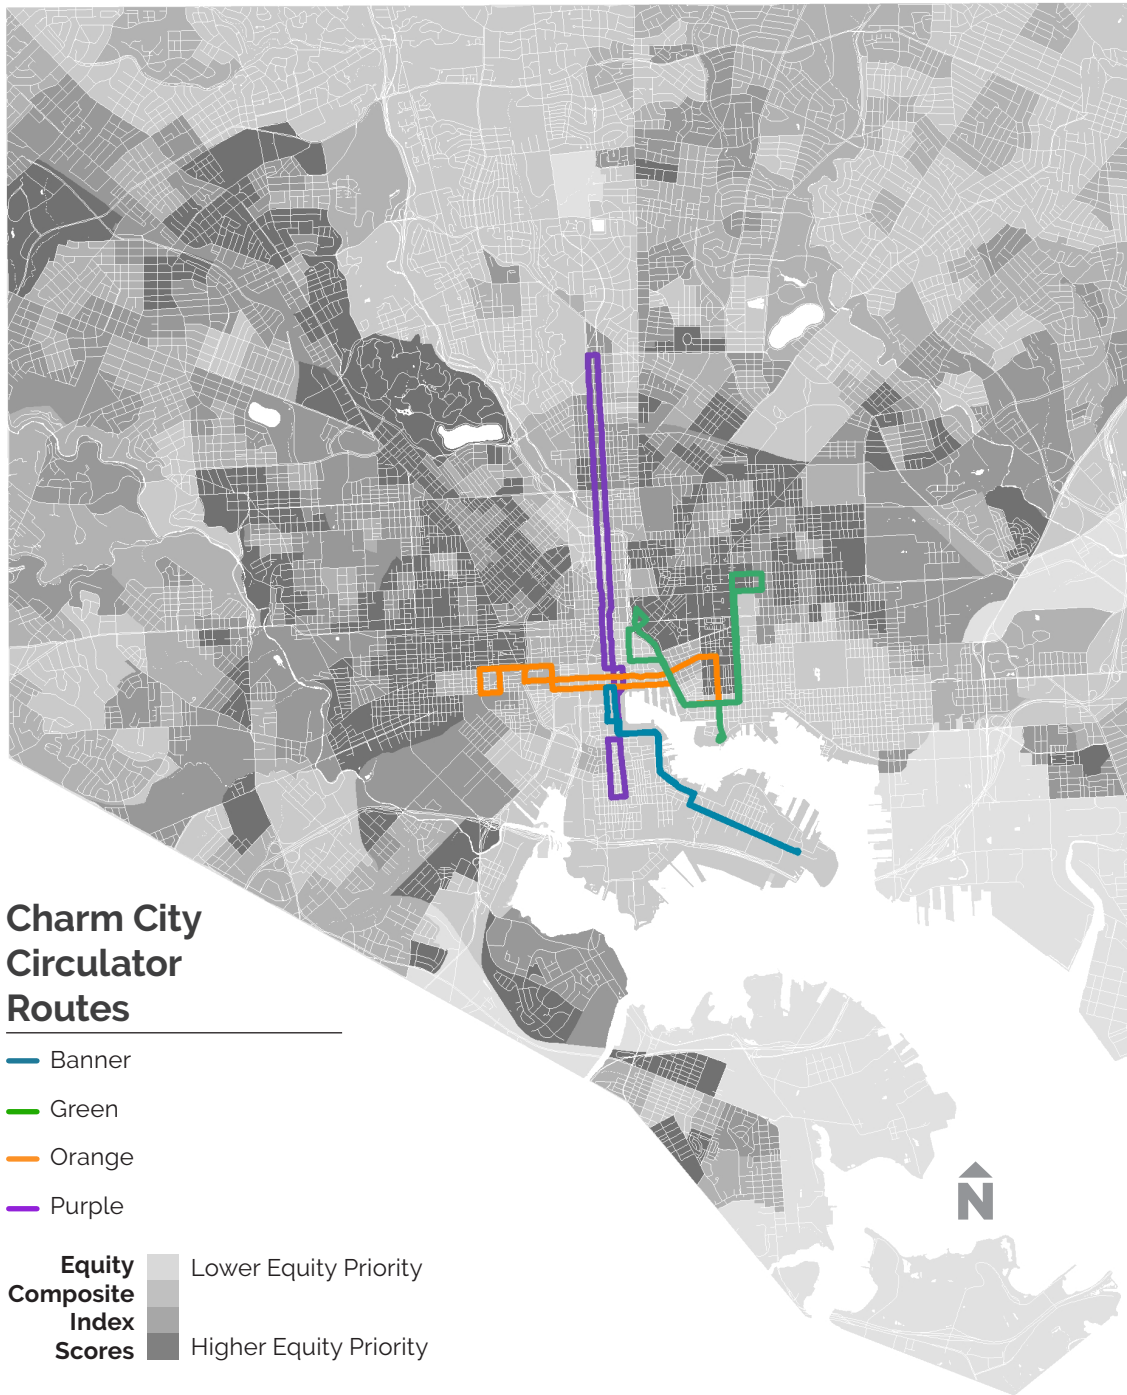 Charm City
Circulator
Routes
Banner
Green
Orange
Purple
Equity
Composite
Index
Scores
Lower Equity Priority
Higher Equity Priority
N